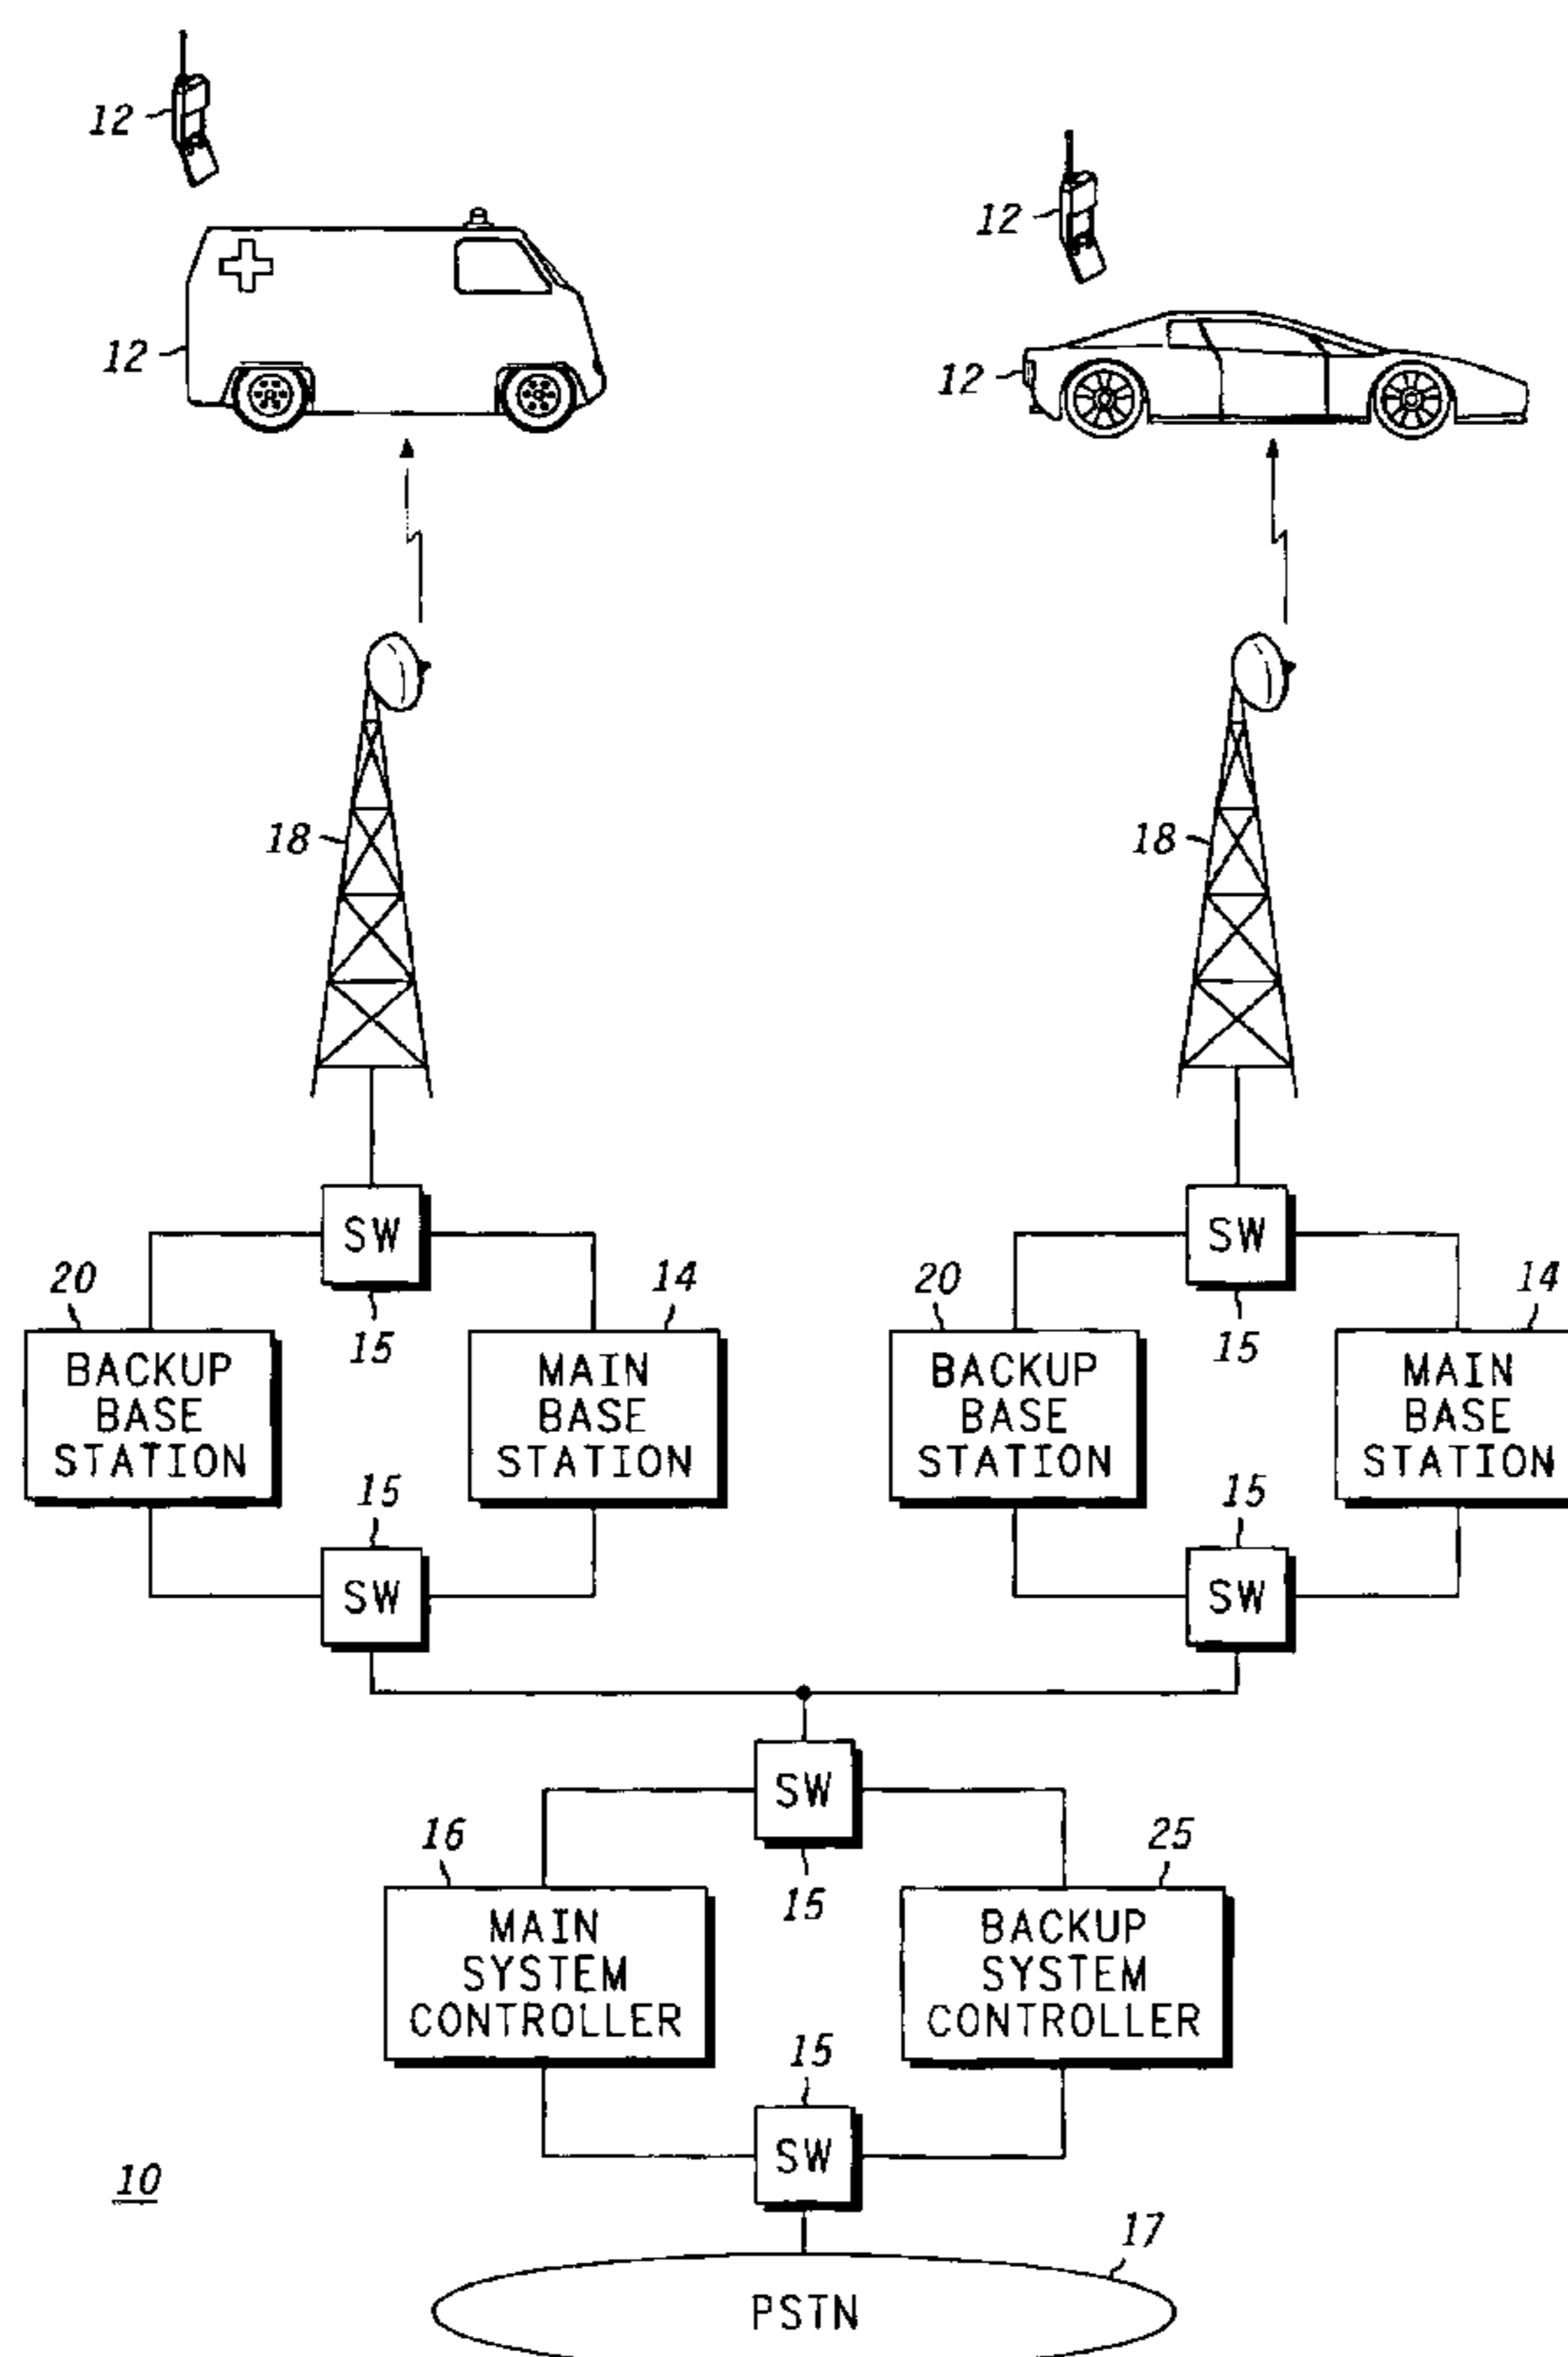 12
12
12
12
18
18
SW
SW
20
14
20
14
15
15
BACKUP
BASE
STATION
MAIN
BASE
STATION
BACKUP
BASE
STATION
MAIN
BASE
STATION
15
15
SW
SW
SW
16
25
15
MAIN
SYSTEM
CONTROLLER
BACKUP
SYSTEM
CONTROLLER
15
SW
10
17
PSTN